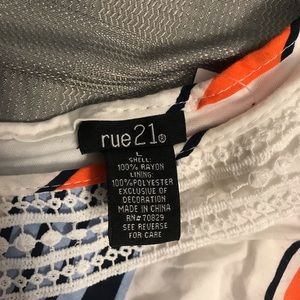 rue21®
L
SHELL:
100% RAYON
LINING:
100%POLYESTER
EXCLUSIVE OF
DECORATION
MADE IN CHINA
RN#70829
SEE REVERSE
FOR CARE